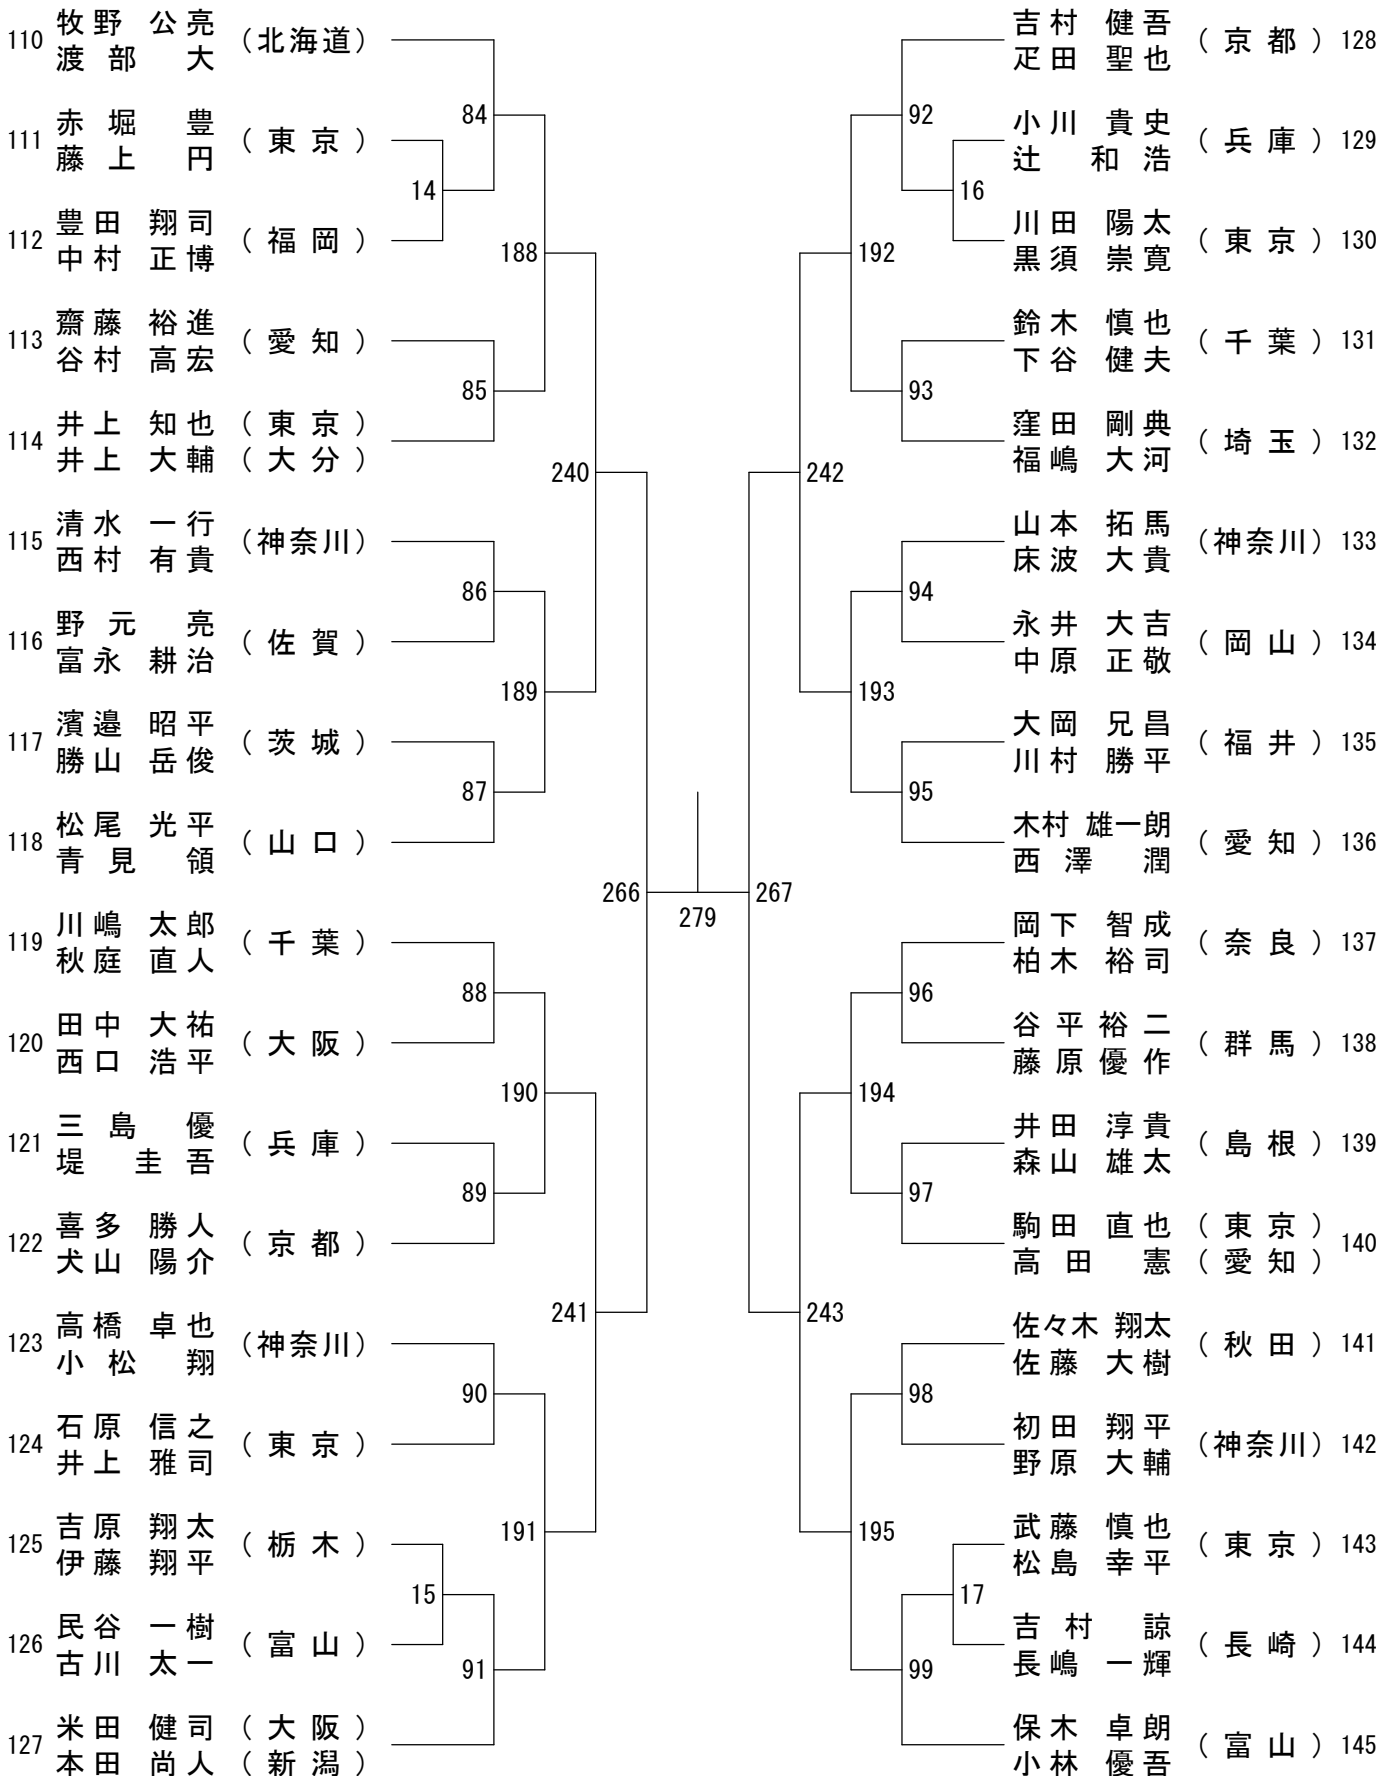 110 牧野 公亮 (北海道)
渡部 大
111 赤堀 豊 (東京)
藤上 円
112 豊田 翔司 (福岡)
中村 正博
113 齋藤 裕進 (愛知)
谷村 高宏
114 井上 知也 (東京)
井上 大輔 (大分)
115 清水 一行 (神奈川)
西村 有貴
116 野元 亮 (佐賀)
富永 耕治
117 濱邉 昭平 (茨城)
勝山 岳俊
118 松尾 光平 (山口)
青見 領
119 川嶋 太郎 (千葉)
秋庭 直人
120 田中 大祐 (大阪)
西口 浩平
121 三島 優 (兵庫)
堤 圭吾
122 喜多 勝人 (京都)
犬山 陽介
123 高橋 卓也 (神奈川)
小松 翔
124 石原 信之 (東京)
井上 雅司
125 吉原 翔太 (栃木)
伊藤 翔平
126 民谷 一樹 (富山)
古川 太一
127 米田 健司 (大阪)
本田 尚人 (新潟)
14
15
84
85
86
87
88
89
90
91
188
189
190
191
240
241
266
279
267
242
243
192
193
194
195
92
93
94
95
96
97
98
99
16
17
吉村 健吾 (京都) 128
疋田 聖也
小川 貴史 (兵庫) 129
辻 和浩
川田 陽太 (東京) 130
黒須 崇寛
鈴木 慎也 (千葉) 131
下谷 健夫
窪田 剛典 (埼玉) 132
福嶋 大河
山本 拓馬 (神奈川) 133
床波 大貴
永井 大吉 (岡山) 134
中原 正敬
大岡 兄昌 (福井) 135
川村 勝平
木村 雄一朗 (愛知) 136
西澤 潤
岡下 智成 (奈良) 137
柏木 裕司
谷平 裕二 (群馬) 138
藤原 優作
井田 淳貴 (島根) 139
森山 雄太
駒田 直也 (東京) 140
高田 憲 (愛知)
佐々木 翔太 (秋田) 141
佐藤 大樹
初田 翔平 (神奈川) 142
野原 大輔
武藤 慎也 (東京) 143
松島 幸平
吉村 諒 (長崎) 144
長嶋 一輝
保木 卓朗 (富山) 145
小林 優吾